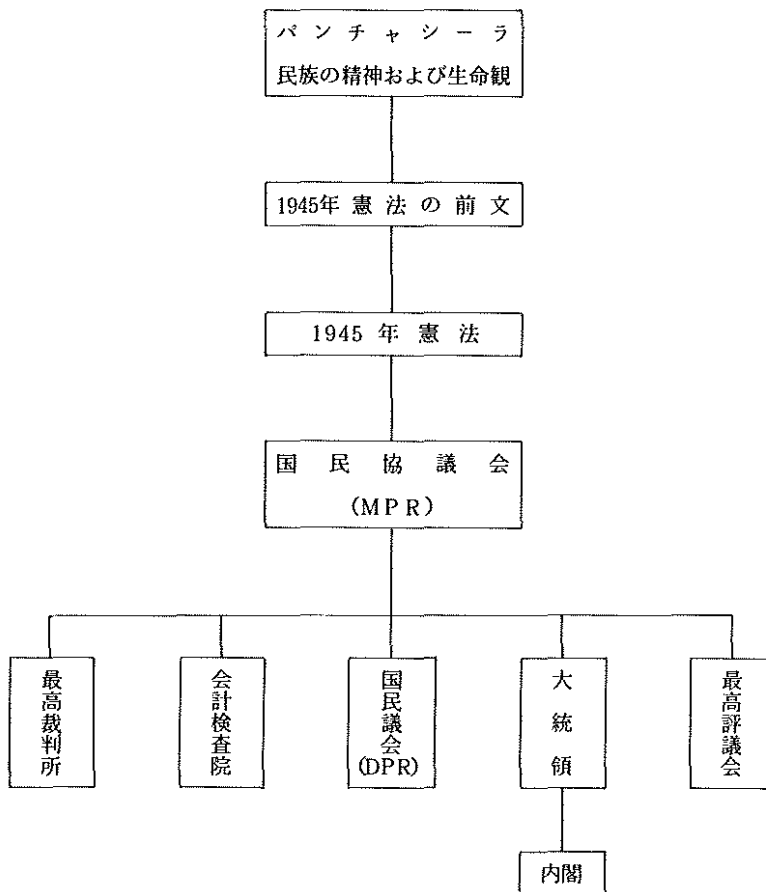 パンチャシーラ
民族の精神および生命観
1945年憲法の前文
1945年憲法
国民協議会
(MPR)
最高裁判所
会計検査院
国民議会
(DPR)
大統領
最高評議会
内閣